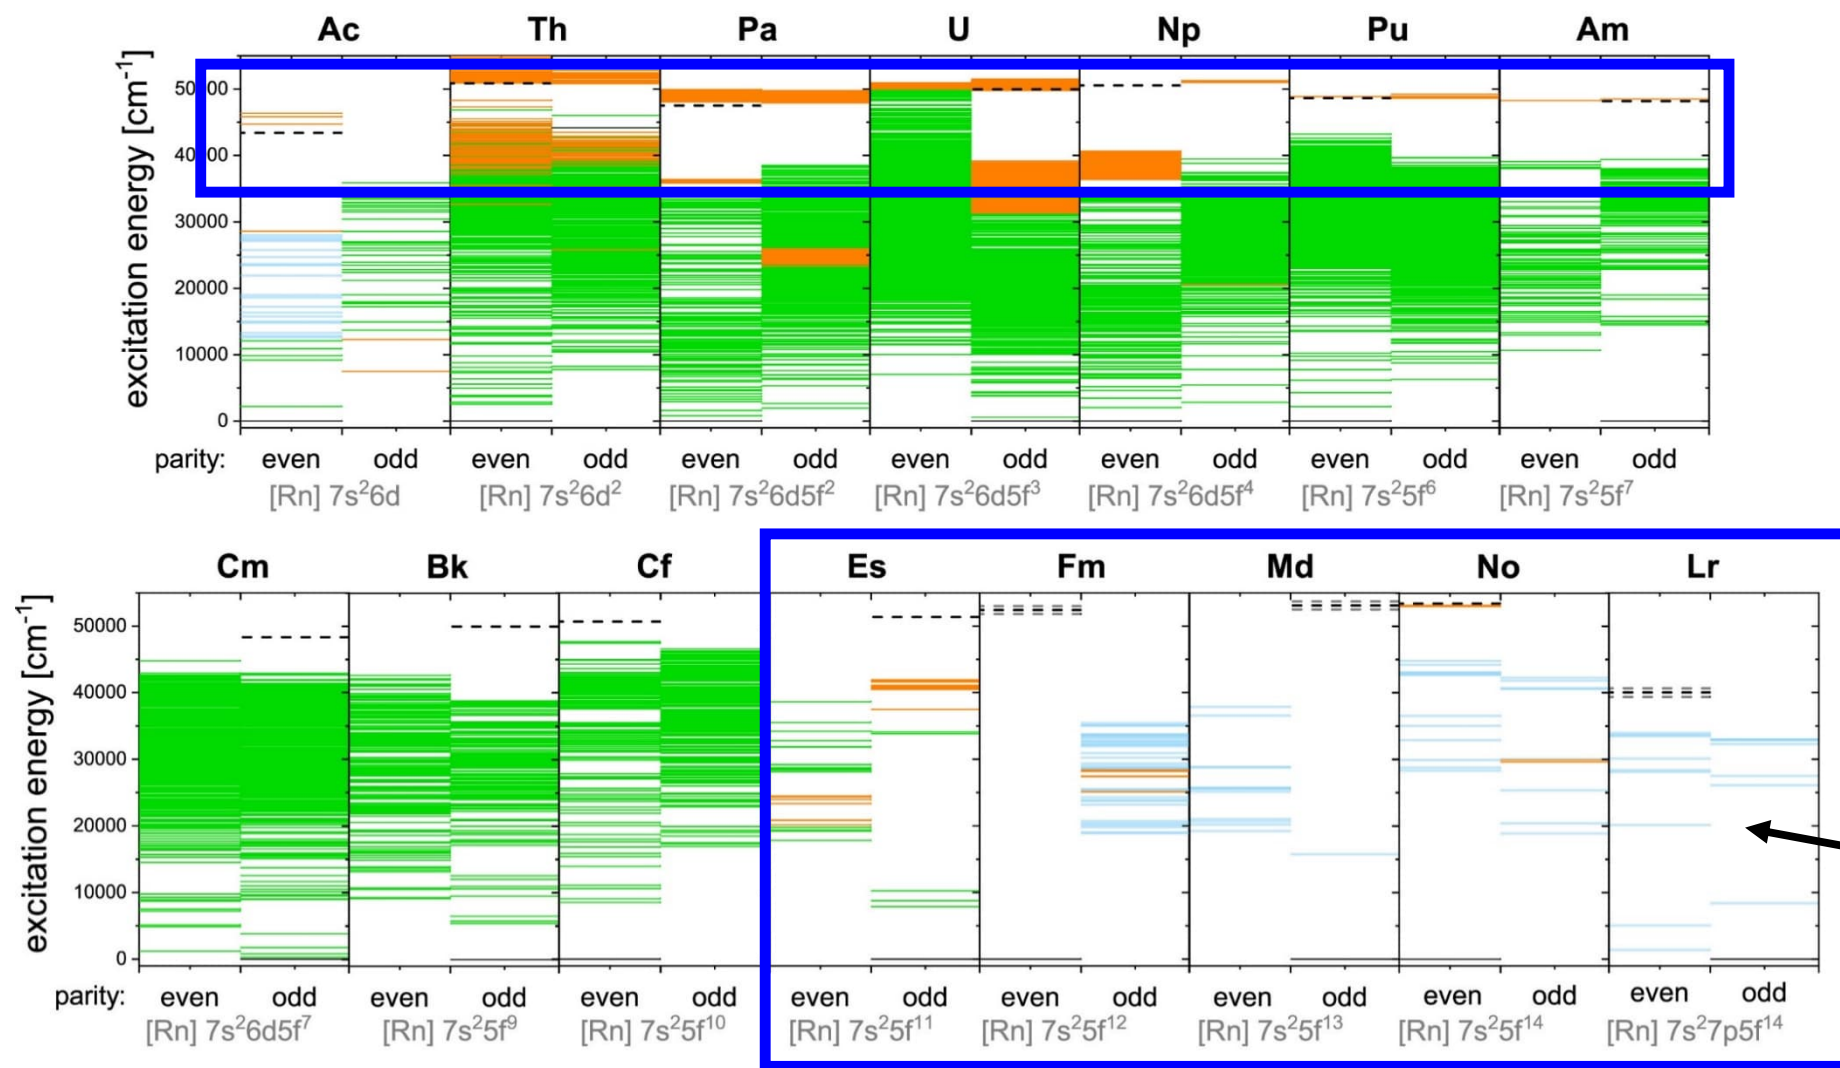 Ac Th Pa U Np Pu Am
excitation energy [cm⁻¹]
50000
40000
30000
20000
10000
0
parity: even odd even odd even odd even odd even odd even odd even odd
[Rn] 7s²6d [Rn] 7s²6d² [Rn] 7s²6d5f² [Rn] 7s²6d5f³ [Rn] 7s²6d5f⁴ [Rn] 7s²5f⁶ [Rn] 7s²5f⁷
Cm Bk Cf Es Fm Md No Lr
excitation energy [cm⁻¹]
50000
40000
30000
20000
10000
0
parity: even odd even odd even odd even odd even odd even odd even odd even odd
[Rn] 7s²6d5f⁷ [Rn] 7s²5f⁹ [Rn] 7s²5f¹⁰ [Rn] 7s²5f¹¹ [Rn] 7s²5f¹² [Rn] 7s²5f¹³ [Rn] 7s²5f¹⁴ [Rn] 7s²7p5f¹⁴